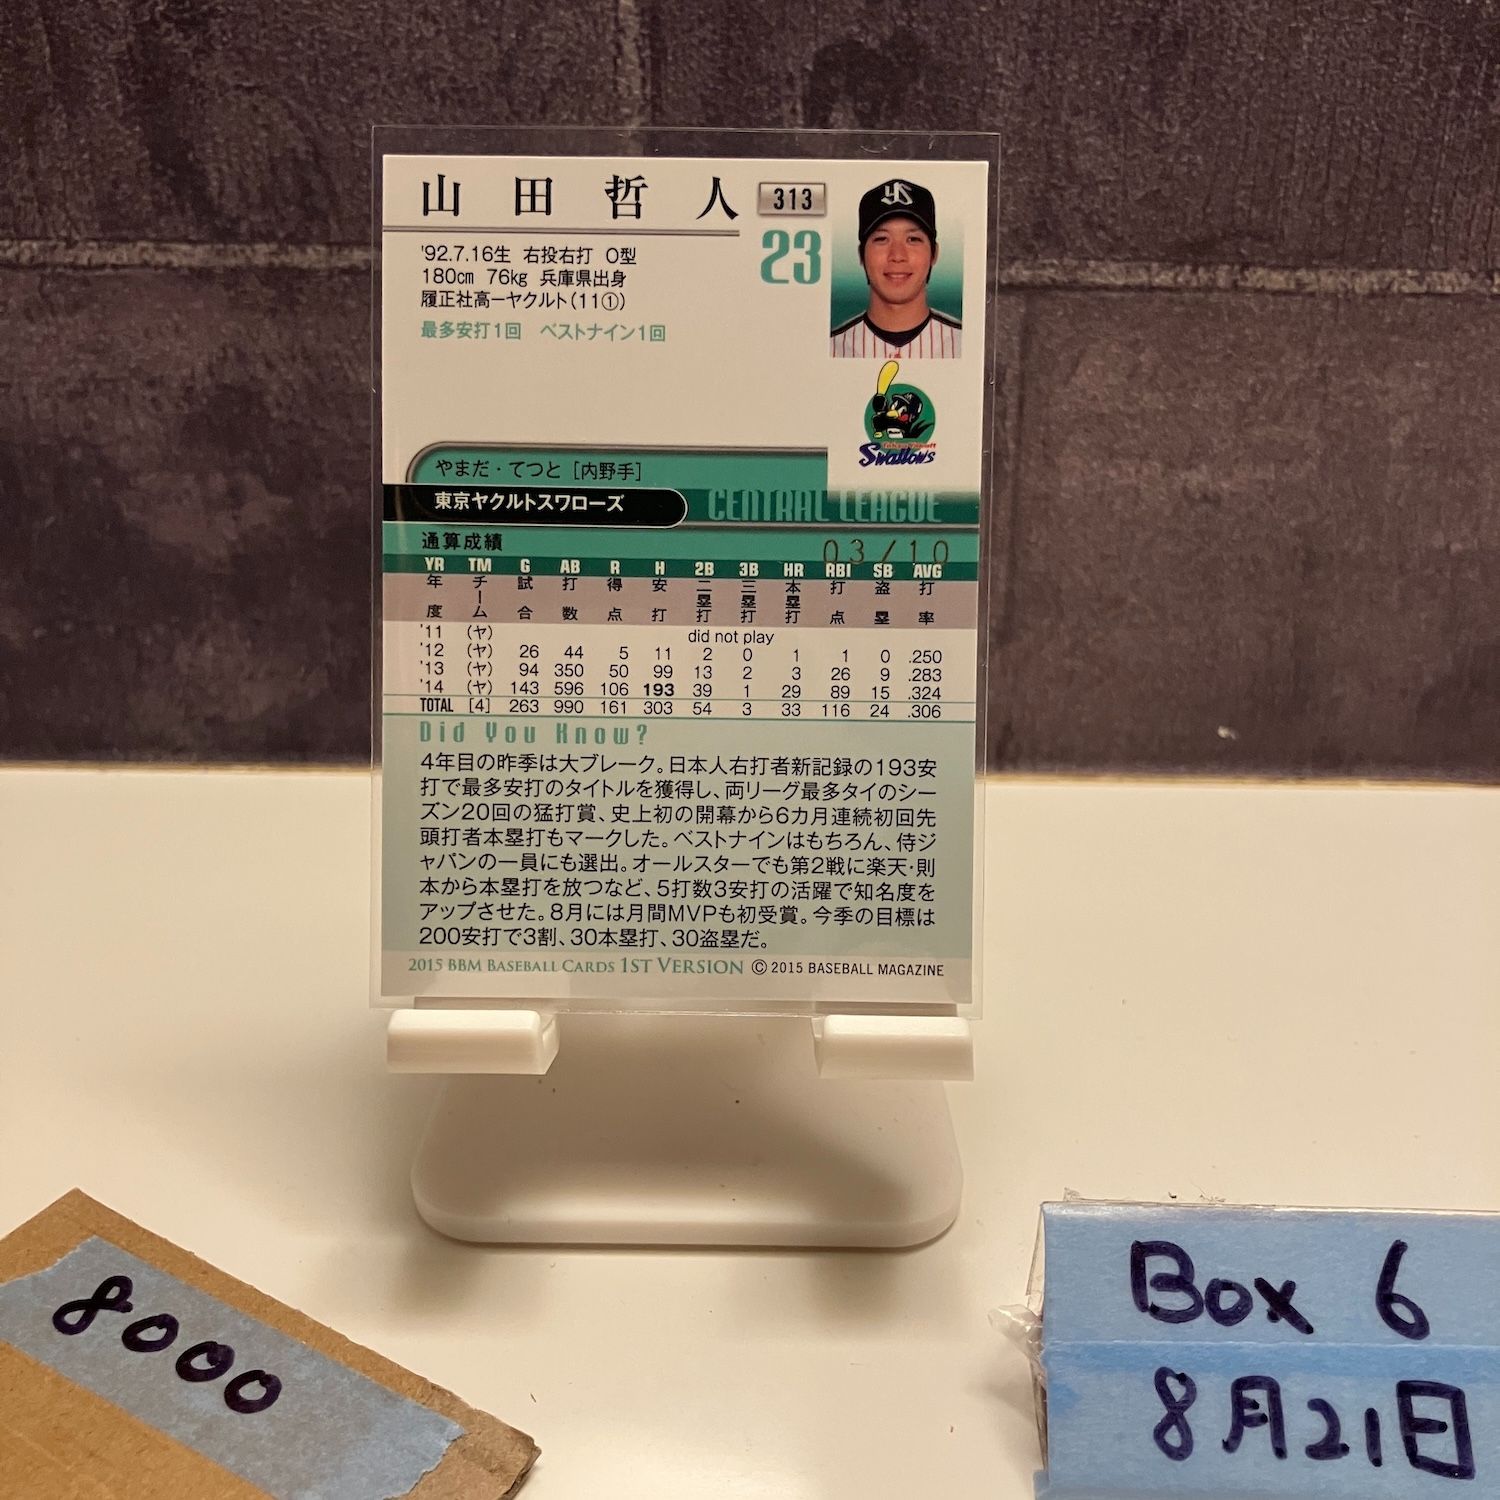 山田哲人
313
23
'92.7.16生 右投右打 O型
180cm 76kg 兵庫県出身
履正社高ーヤクルト(11①)
最多安打1回 ベストナイン1回
YS
Tokyo Yakult
Swallows
やまだ・てつと [内野手]
東京ヤクルトスワローズ
CENTRAL LEAGUE
通算成績
03/10
YR TM G AB R H 2B 3B HR RBI SB AVG
年度 チーム 試合 打数 得点 安打 二塁打 三塁打 本塁打 打点 盗塁 打率
'11 (ヤ) did not play
'12 (ヤ) 26 44 5 11 2 0 1 1 0 .250
'13 (ヤ) 94 350 50 99 13 2 3 26 9 .283
'14 (ヤ) 143 596 106 193 39 1 29 89 15 .324
TOTAL [4] 263 990 161 303 54 3 33 116 24 .306
Did You Know?
4年目の昨季は大ブレーク。日本人右打者新記録の193安
打で最多安打のタイトルを獲得し、両リーグ最多タイのシー
ズン20回の猛打賞、史上初の開幕から6カ月連続初回先
頭打者本塁打もマークした。ベストナインはもちろん、侍ジ
ャパンの一員にも選出。オールスターでも第2戦に楽天・則
本から本塁打を放つなど、5打数3安打の活躍で知名度を
アップさせた。8月には月間MVPも初受賞。今季の目標は
200安打で3割、30本塁打、30盗塁だ。
2015 BBM BASEBALL CARDS 1ST VERSION © 2015 BASEBALL MAGAZINE
8000
Box 6
8月21日